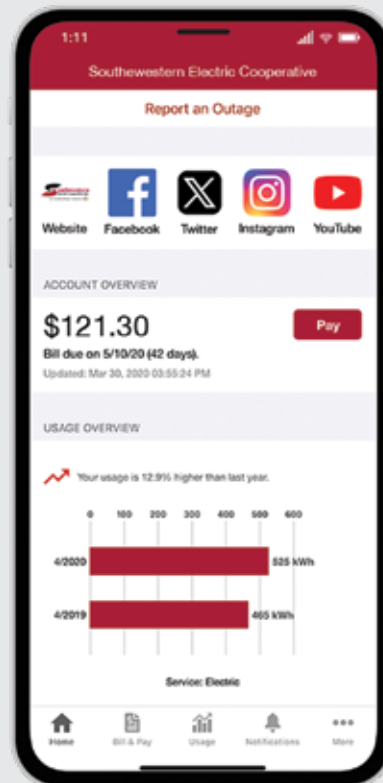 1:11
Southewestern Electric Cooperative
Report an Outage
Website Facebook Twitter Instagram YouTube
ACCOUNT OVERVIEW
$121.30
Pay
Bill due on 5/10/20 (42 days).
Updated: Mar 30, 2020 03:55:24 PM
USAGE OVERVIEW
Your usage is 12.9% higher than last year.
0 100 200 300 400 500 600
4/2020 525 kWh
4/2019 465 kWh
Service: Electric
Home Bill & Pay Usage Notifications More